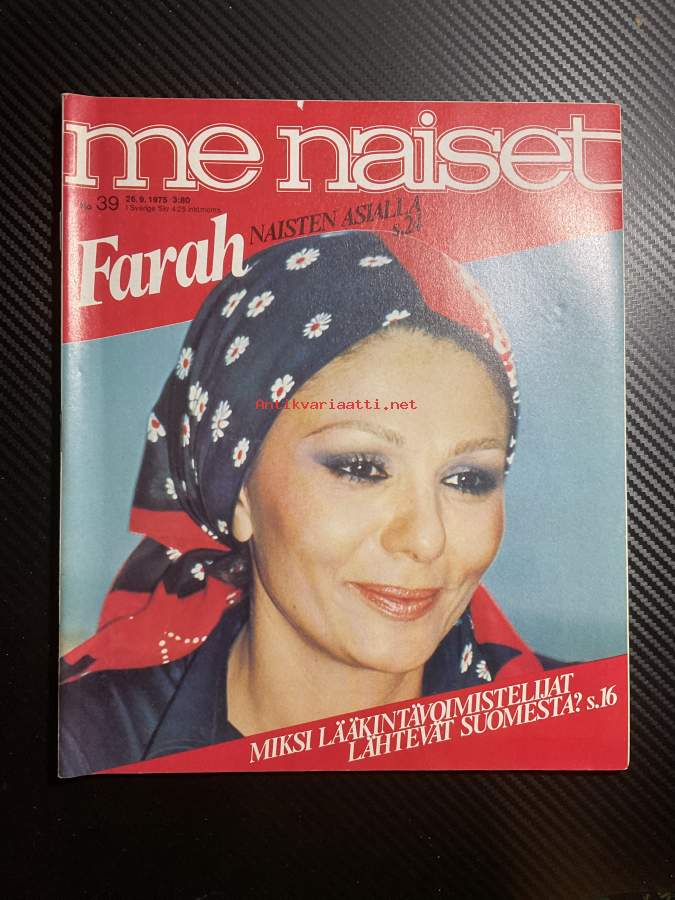 me naiset
No 39 26.9.1975 3:80
I Sverige Skr 4:25 inkl.moms
Farah NAISTEN ASIALLA
s.24
Antikvariaatti.net
MIKSI LÄÄKINTÄVOIMISTELIJAT
LÄHTEVÄT SUOMESTA? s.16